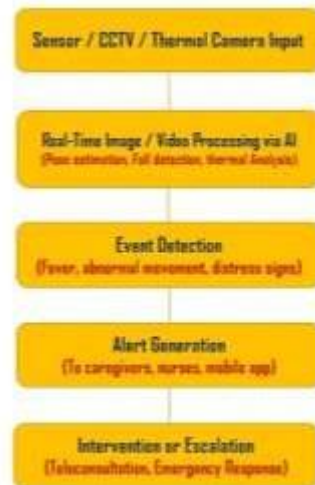 Sensor / CCTV / Thermal Camera Input
Real-Time Image / Video Processing via AI
(Pose estimation, Fall detection, thermal Analysis)
Event Detection
(Fever, abnormal movement, distress signs)
Alert Generation
(To caregivers, nurses, mobile app)
Intervention or Escalation
(Teleconsultation, Emergency Response)